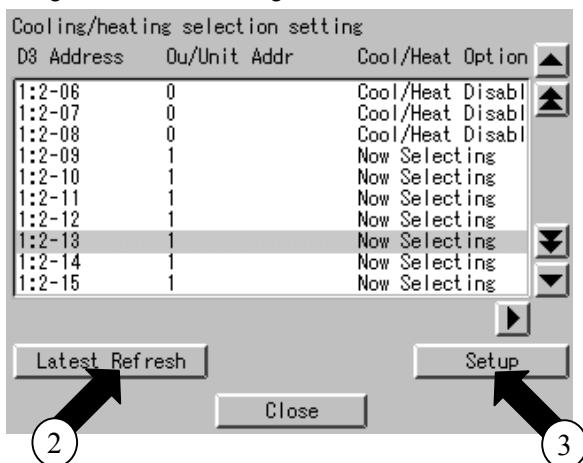 Cooling/heating selection setting
D3 Address Ou/Unit Addr Cool/Heat Option
1:2-06 0 Cool/Heat Disabl
1:2-07 0 Cool/Heat Disabl
1:2-08 0 Cool/Heat Disabl
1:2-09 1 Now Selecting
1:2-10 1 Now Selecting
1:2-11 1 Now Selecting
1:2-12 1 Now Selecting
1:2-13 1 Now Selecting
1:2-14 1 Now Selecting
1:2-15 1 Now Selecting
Latest Refresh Setup
Close
2 3